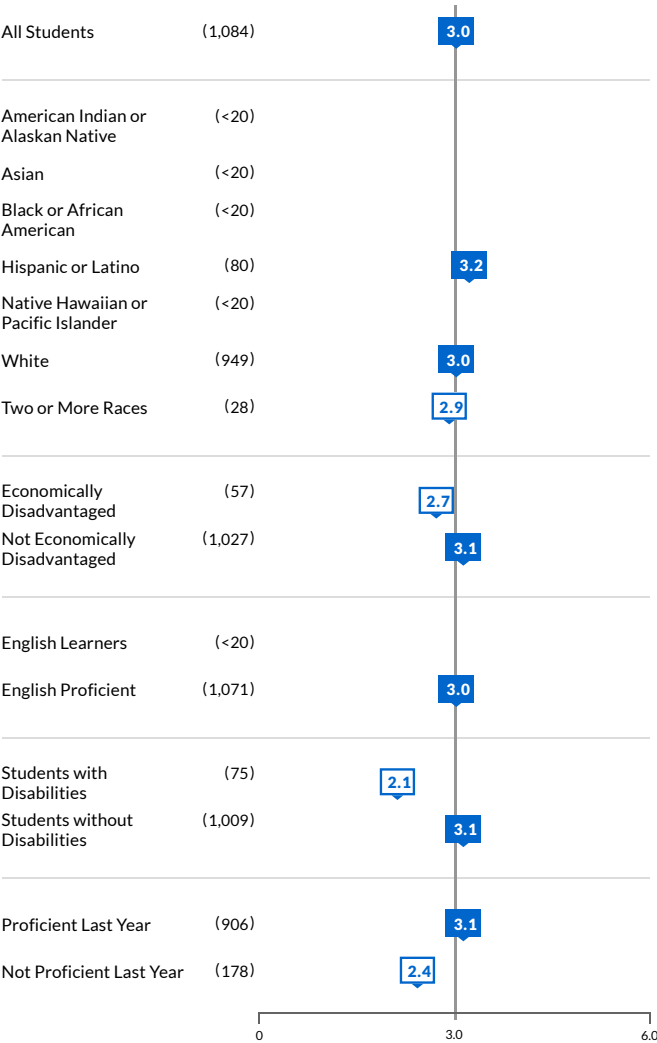 All Students (1,084) 3.0
American Indian or
Alaskan Native (<20)
Asian (<20)
Black or African
American (<20)
Hispanic or Latino (80) 3.2
Native Hawaiian or
Pacific Islander (<20)
White (949) 3.0
Two or More Races (28) 2.9
Economically
Disadvantaged (57) 2.7
Not Economically
Disadvantaged (1,027) 3.1
English Learners (<20)
English Proficient (1,071) 3.0
Students with
Disabilities (75) 2.1
Students without
Disabilities (1,009) 3.1
Proficient Last Year (906) 3.1
Not Proficient Last Year (178) 2.4
0 3.0 6.0